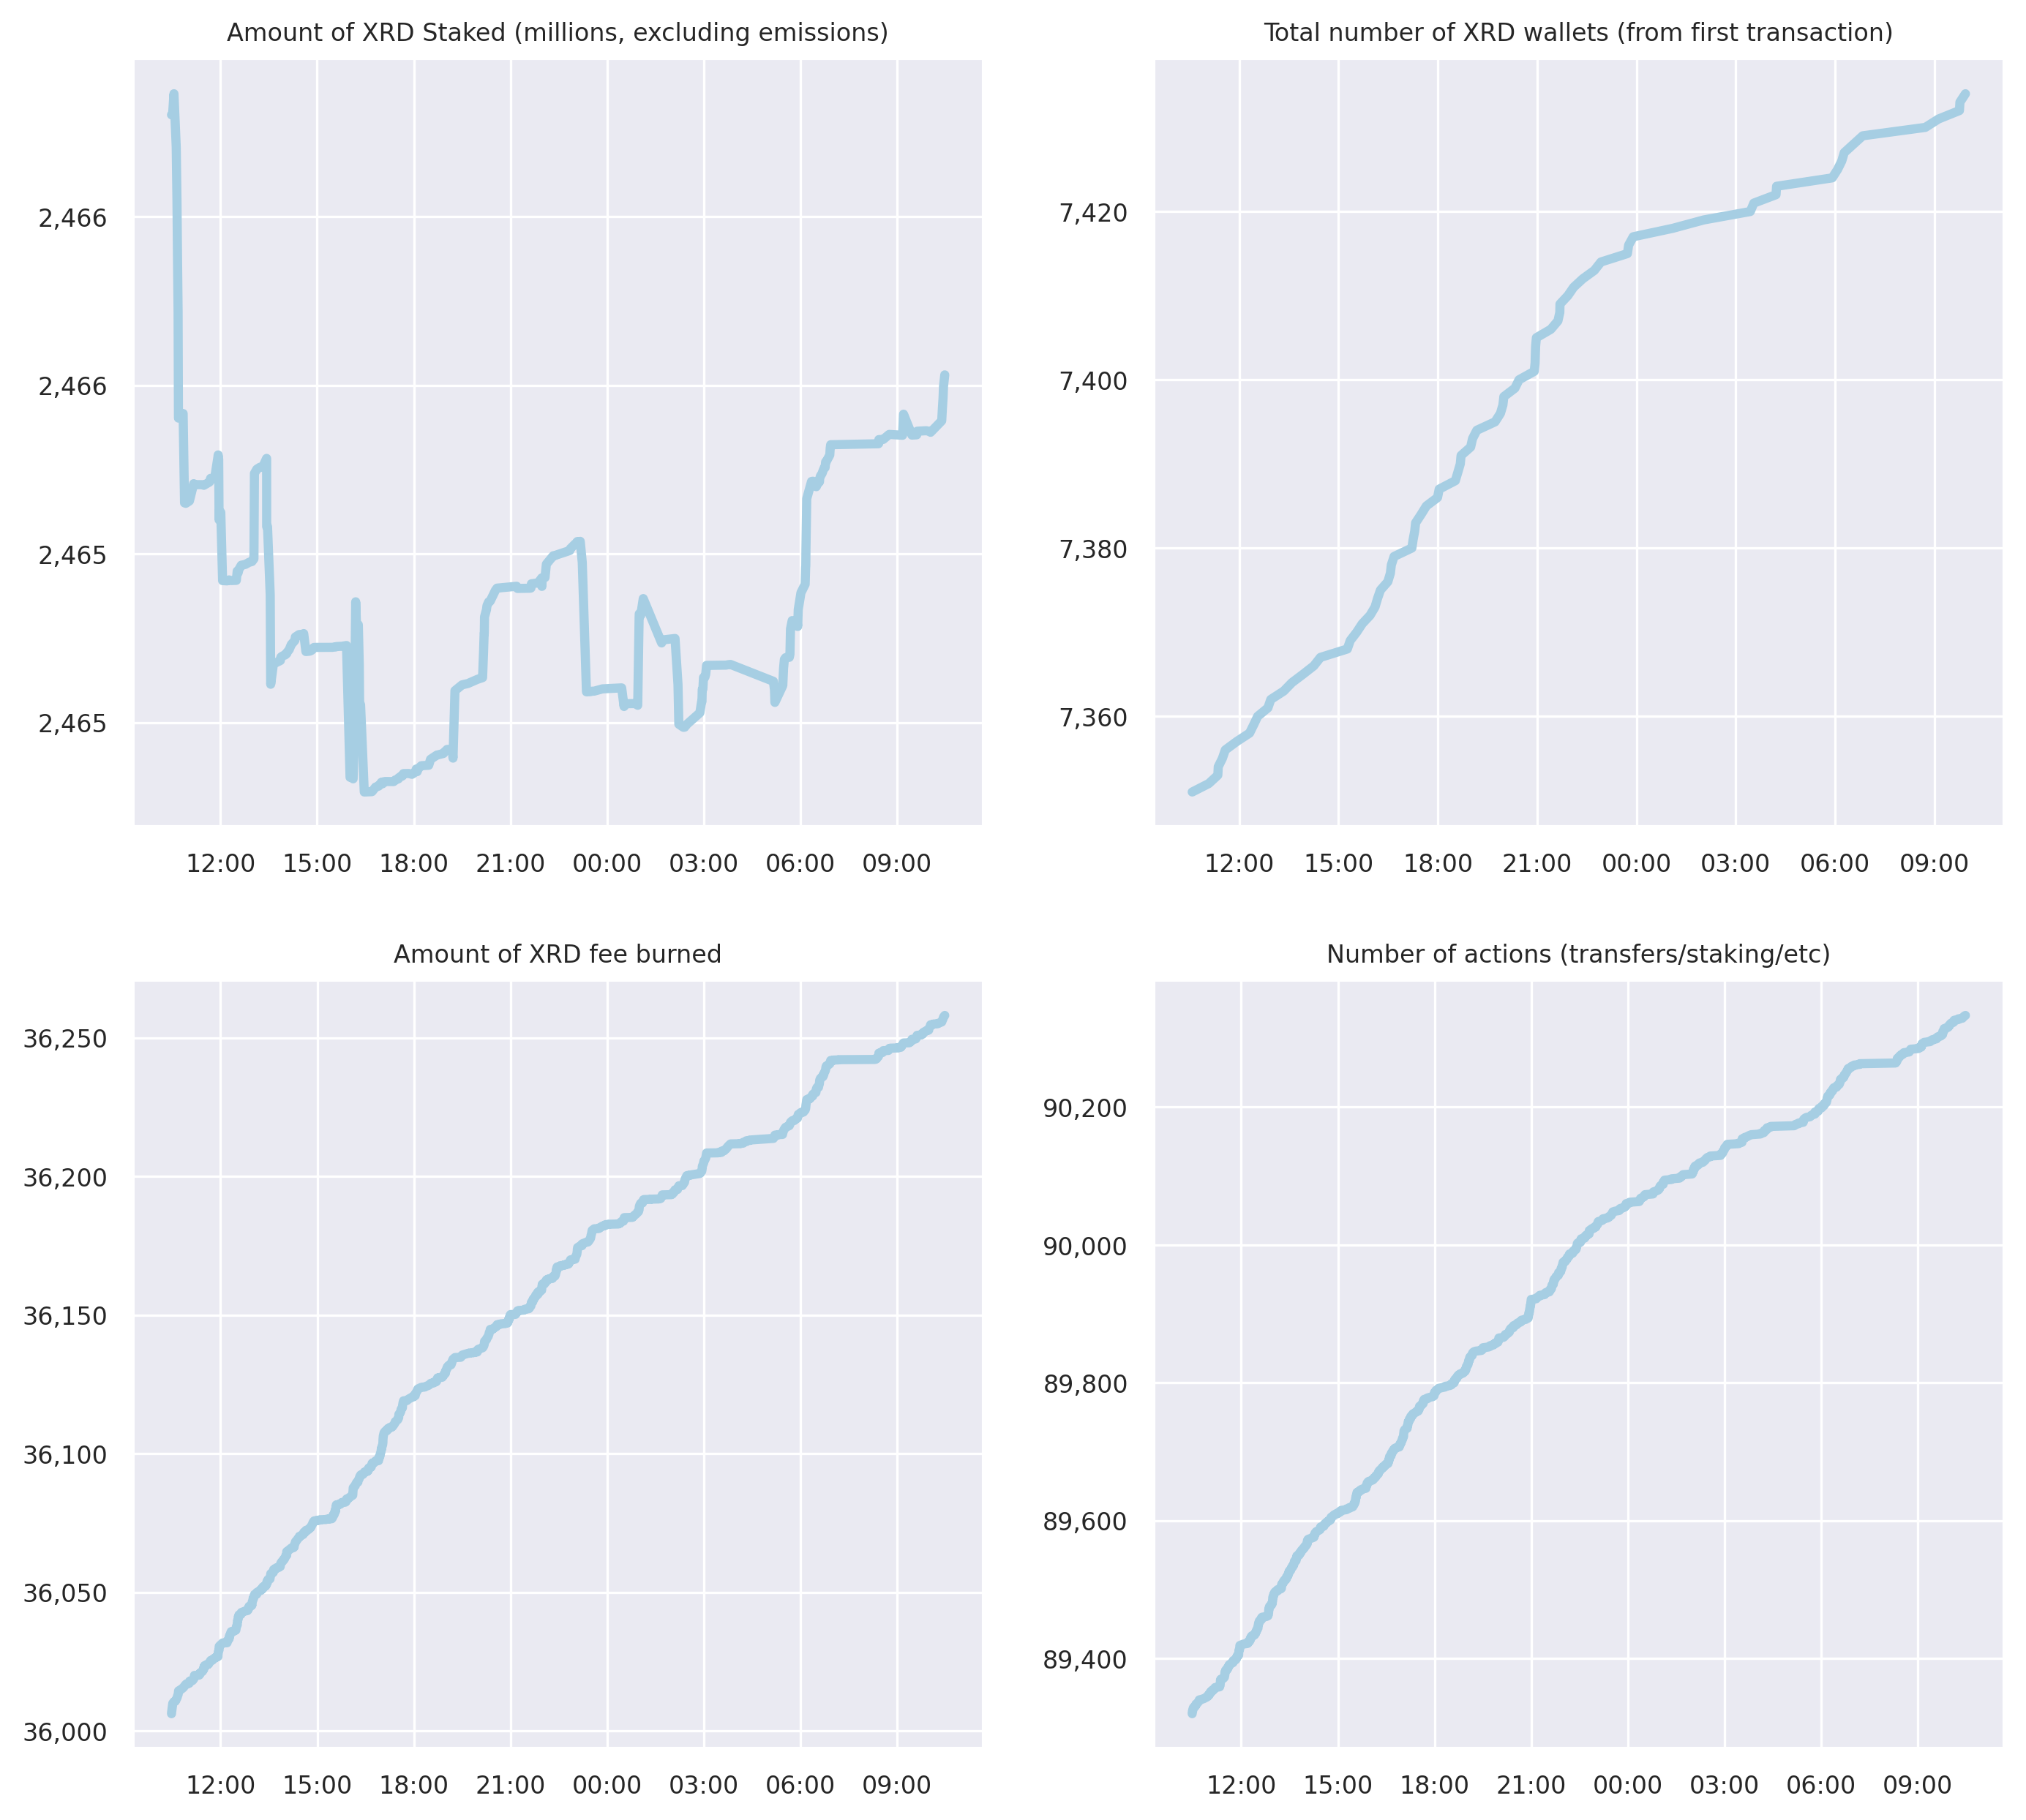 Amount of XRD Staked (millions, excluding emissions)
2,466
2,466
2,465
2,465
12:00 15:00 18:00 21:00 00:00 03:00 06:00 09:00
Total number of XRD wallets (from first transaction)
7,420
7,400
7,380
7,360
12:00 15:00 18:00 21:00 00:00 03:00 06:00 09:00
Amount of XRD fee burned
36,250
36,200
36,150
36,100
36,050
36,000
12:00 15:00 18:00 21:00 00:00 03:00 06:00 09:00
Number of actions (transfers/staking/etc)
90,200
90,000
89,800
89,600
89,400
12:00 15:00 18:00 21:00 00:00 03:00 06:00 09:00